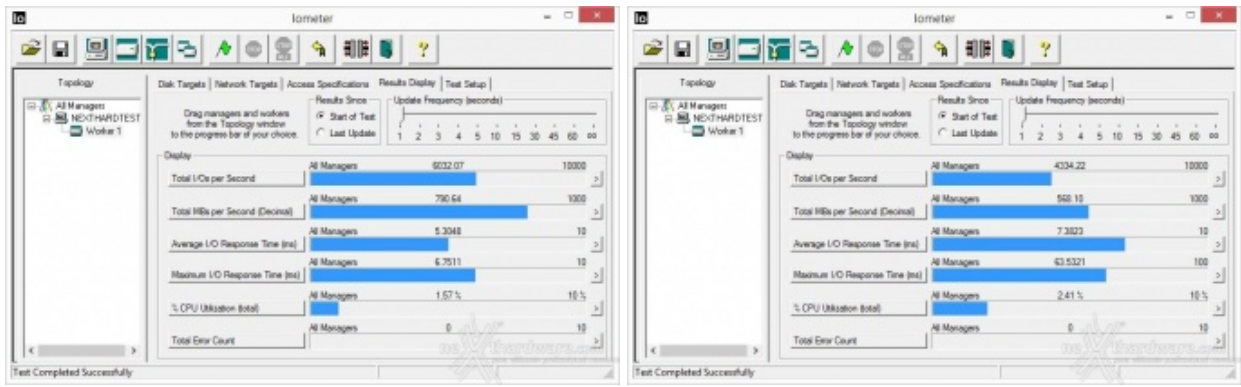 Iometer
Topology
All Managers
NEXTHARDTEST
Worker 1
Disk Targets | Network Targets | Access Specifications | Results Display | Test Setup
Drag managers and workers
from the Topology window
to the progress bar of your choice.
Results Since
Start of Test
Last Update
Update Frequency (seconds)
1 2 3 4 5 10 15 30 45 60 ∞
Display
All Managers 6032.07 10000
Total I/Os per Second >
All Managers 790.64 1000
Total MBs per Second (Decimal) >
All Managers 5.3048 10
Average I/O Response Time (ms) >
All Managers 6.7511 10
Maximum I/O Response Time (ms) >
All Managers 1.57 % 10 %
% CPU Utilization (total) >
All Managers 0 10
Total Error Count >
Test Completed Successfully
Iometer
Topology
All Managers
NEXTHARDTEST
Worker 1
Disk Targets | Network Targets | Access Specifications | Results Display | Test Setup
Drag managers and workers
from the Topology window
to the progress bar of your choice.
Results Since
Start of Test
Last Update
Update Frequency (seconds)
1 2 3 4 5 10 15 30 45 60 ∞
Display
All Managers 4334.22 10000
Total I/Os per Second >
All Managers 568.10 1000
Total MBs per Second (Decimal) >
All Managers 7.3823 10
Average I/O Response Time (ms) >
All Managers 63.5321 100
Maximum I/O Response Time (ms) >
All Managers 2.41 % 10 %
% CPU Utilization (total) >
All Managers 0 10
Total Error Count >
Test Completed Successfully